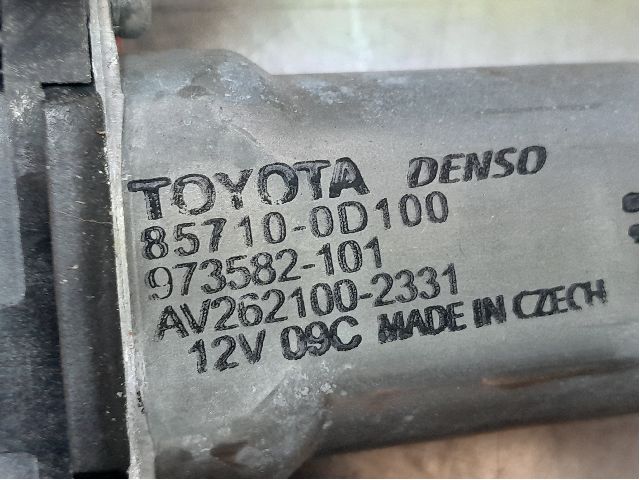 TOYOTA DENSO
85710-0D100
973582-101
AV262100-2331
12V 09C MADE IN CZECH